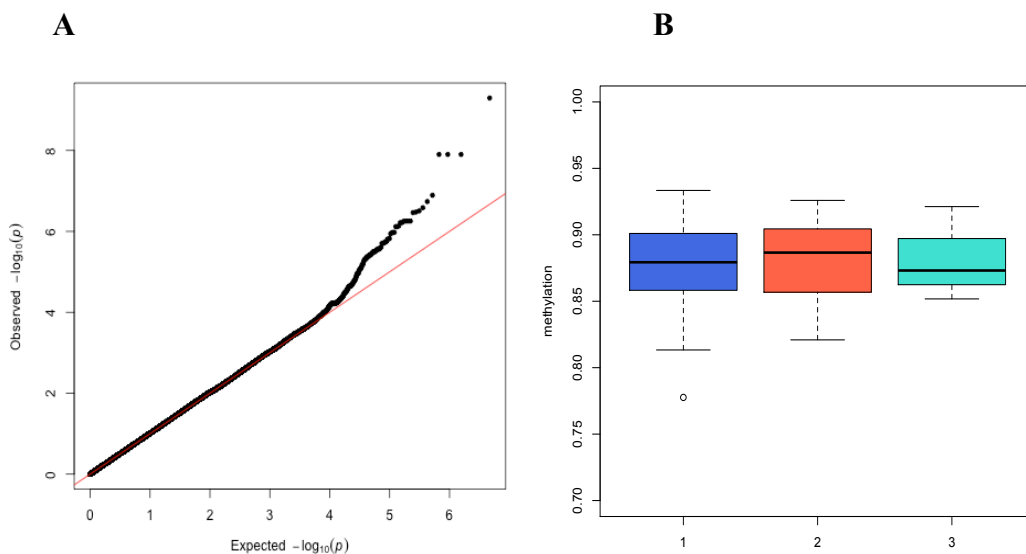 A
B
Observed −log₁₀(p)
8
6
4
2
0
0 1 2 3 4 5 6
Expected −log₁₀(p)
methylation
1.00
0.95
0.90
0.85
0.80
0.75
0.70
1 2 3